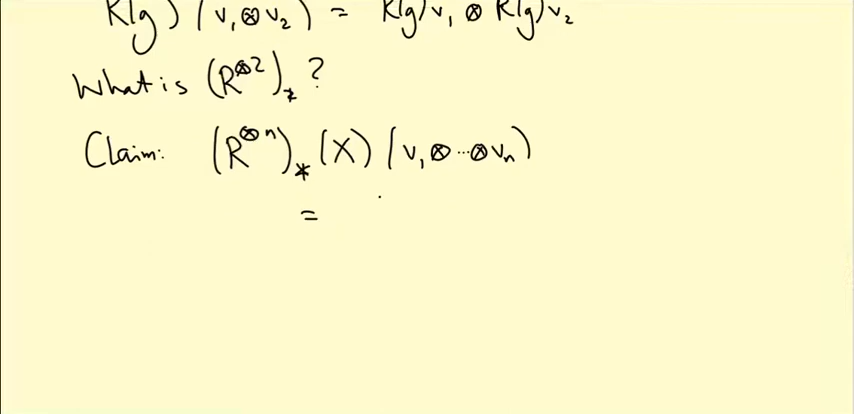 R(g) (v₁⊗v₂) = R(g)v₁ ⊗ R(g)v₂
What is (R^⊗2)_* ?
Claim: (R^⊗n)_* (X) (v₁⊗…⊗vₙ)
=